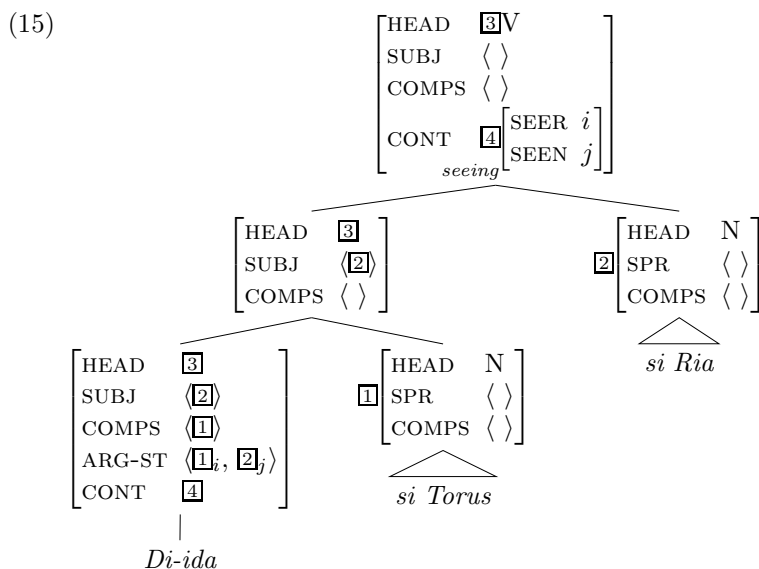 (15)
HEAD 3V
SUBJ ⟨ ⟩
COMPS ⟨ ⟩
CONT 4 SEER i
SEEN j
seeing
HEAD 3
SUBJ ⟨2⟩
COMPS ⟨ ⟩
2
HEAD N
SPR ⟨ ⟩
COMPS ⟨ ⟩
si Ria
HEAD 3
SUBJ ⟨2⟩
COMPS ⟨1⟩
ARG-ST ⟨1i, 2j⟩
CONT 4
Di-ida
1
HEAD N
SPR ⟨ ⟩
COMPS ⟨ ⟩
si Torus